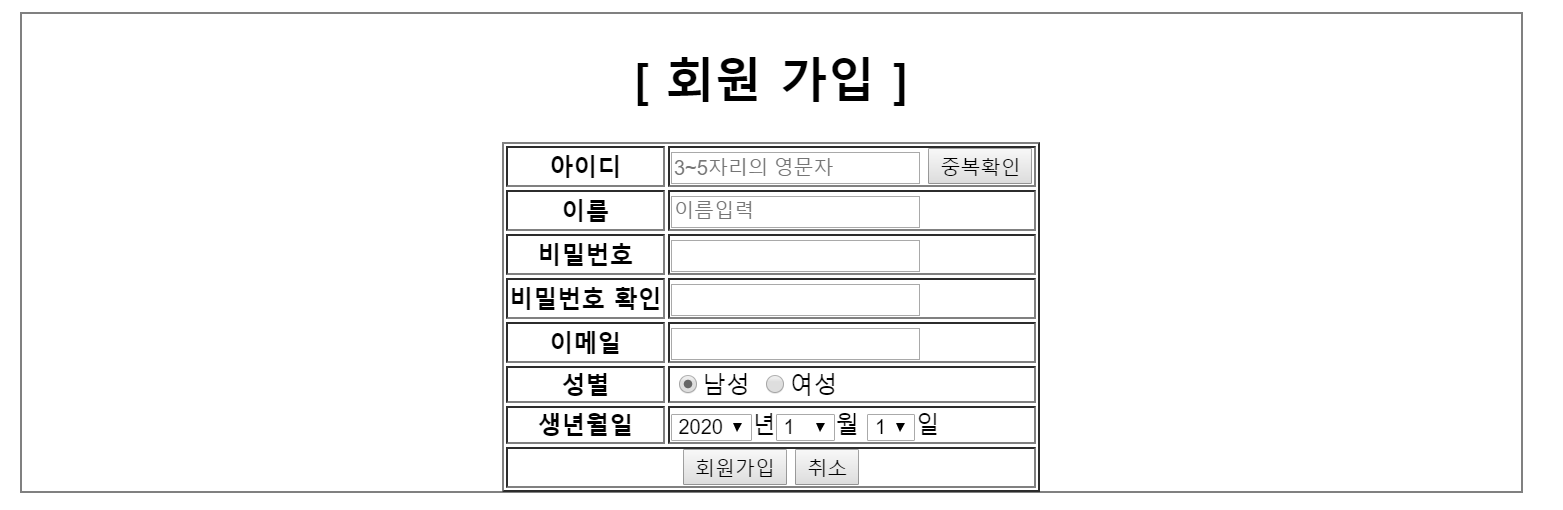 [ 회원 가입 ]
아이디 3~5자리의 영문자 중복확인
이름 이름입력
비밀번호
비밀번호 확인
이메일
성별 남성 여성
생년월일 2020 년 1 월 1 일
회원가입 취소